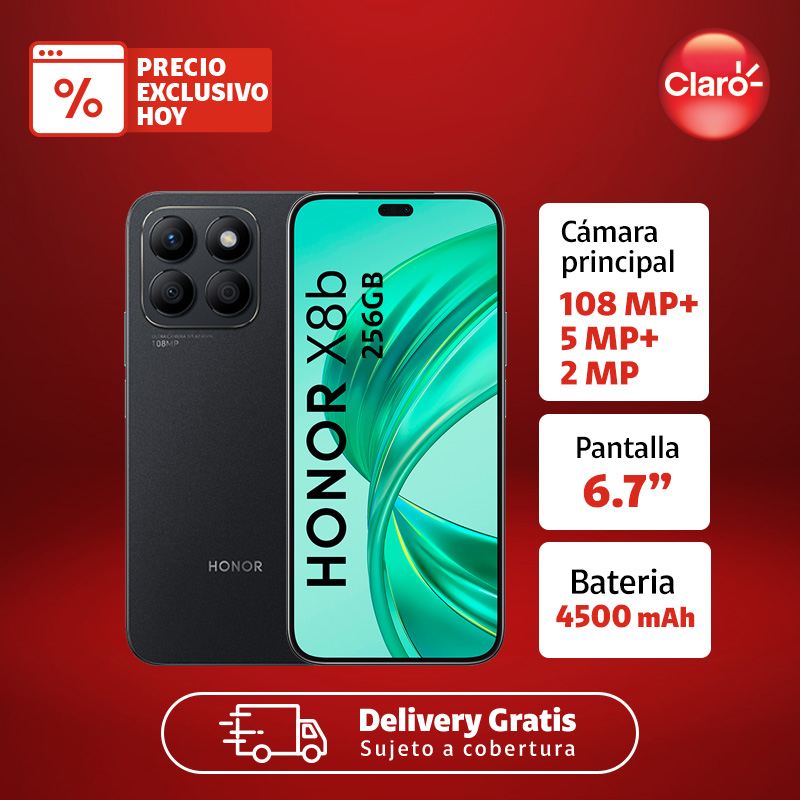 %
PRECIO
EXCLUSIVO
HOY
Claro
108MP
HONOR
HONOR X8b
256GB
Cámara
principal
108 MP+
5 MP+
2 MP
Pantalla
6.7”
Bateria
4500 mAh
Delivery Gratis
Sujeto a cobertura